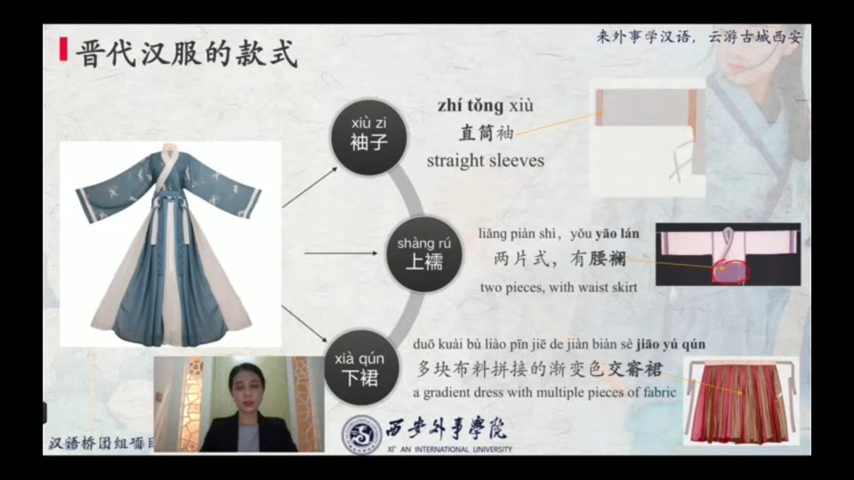 来外事学汉语，云游古城西安
晋代汉服的款式
xiù zi
袖子
zhí tǒng xiù
直筒袖
straight sleeves
shàng rú
上襦
liǎng piàn shì，yǒu yāo lán
两片式，有腰襕
two pieces, with waist skirt
xià qún
下裙
duō kuài bù liào pīn jiē de jiàn biàn sè jiāo yú qún
多块布料拼接的渐变色交窬裙
a gradient dress with multiple pieces of fabric
汉语桥团组项目
西安外事学院
XI' AN INTERNATIONAL UNIVERSITY